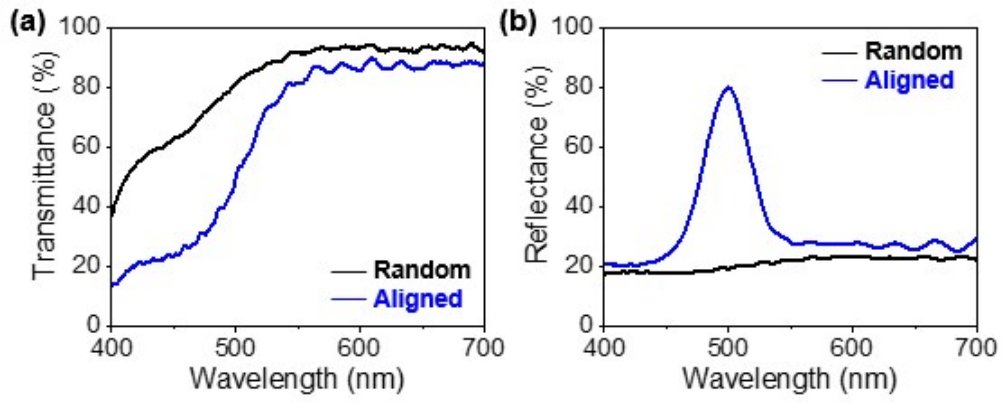 (a)
100
80
60
40
20
0
Transmittance (%)
Random
Aligned
400 500 600 700
Wavelength (nm)
(b)
100
80
60
40
20
0
Reflectance (%)
Random
Aligned
400 500 600 700
Wavelength (nm)